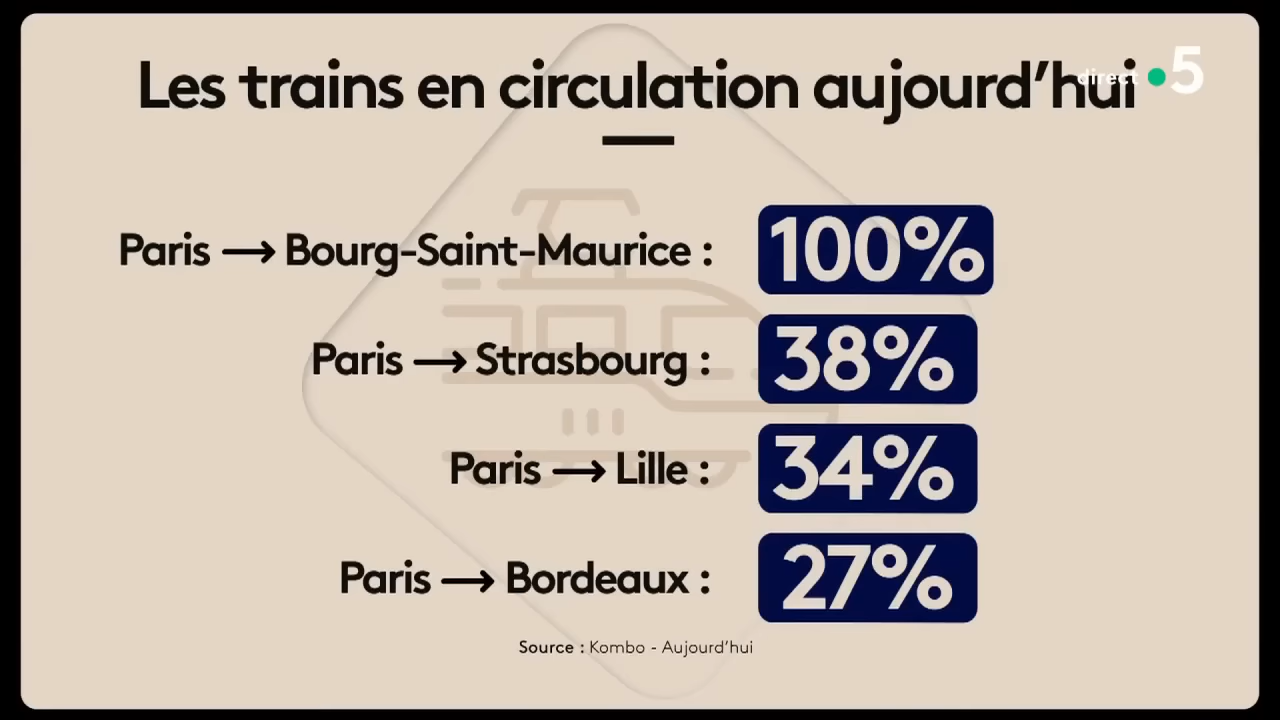 Les trains en circulation aujourd'hui
direct 5
Paris → Bourg-Saint-Maurice : 100%
Paris → Strasbourg : 38%
Paris → Lille : 34%
Paris → Bordeaux : 27%
Source : Kombo - Aujourd'hui